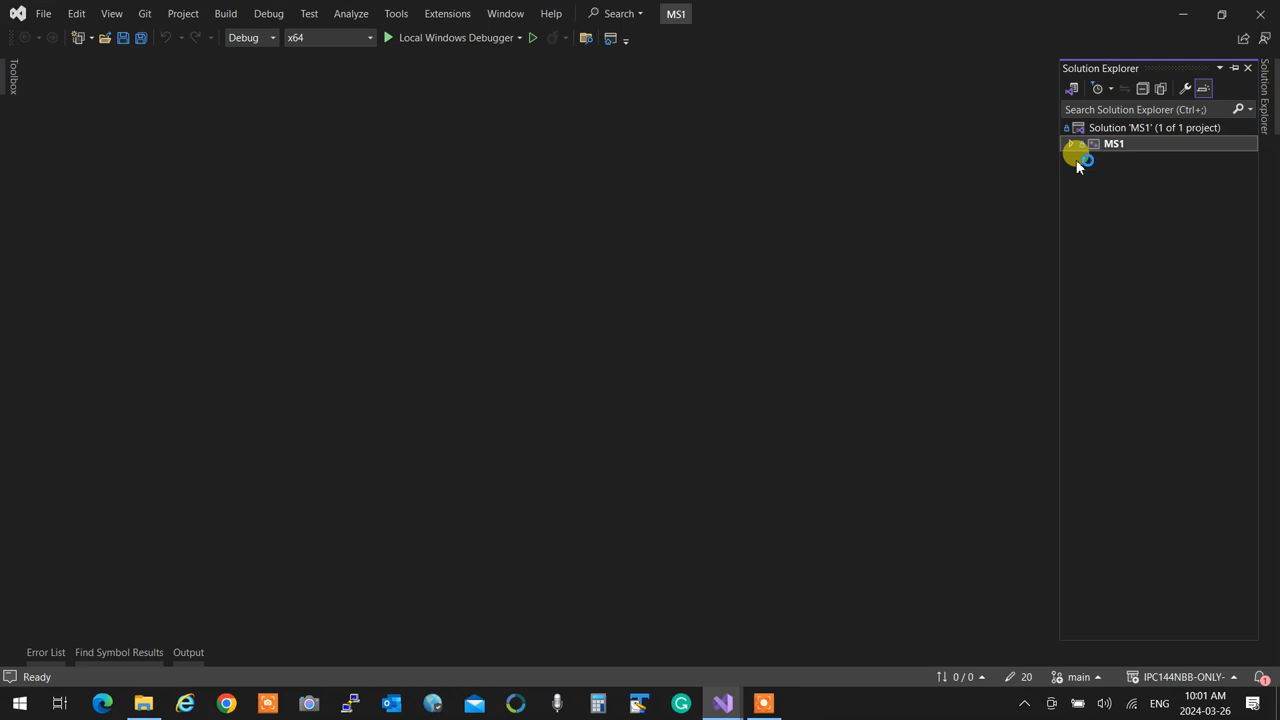 File Edit View Git Project Build Debug Test Analyze Tools Extensions Window Help Search MS1
Debug x64 Local Windows Debugger
Toolbox
Solution Explorer
Solution Explorer
Search Solution Explorer (Ctrl+;)
Solution 'MS1' (1 of 1 project)
MS1
Error List Find Symbol Results Output
Ready 0 / 0 20 main IPC144NBB-ONLY- 1
ENG 10:01 AM
2024-03-26